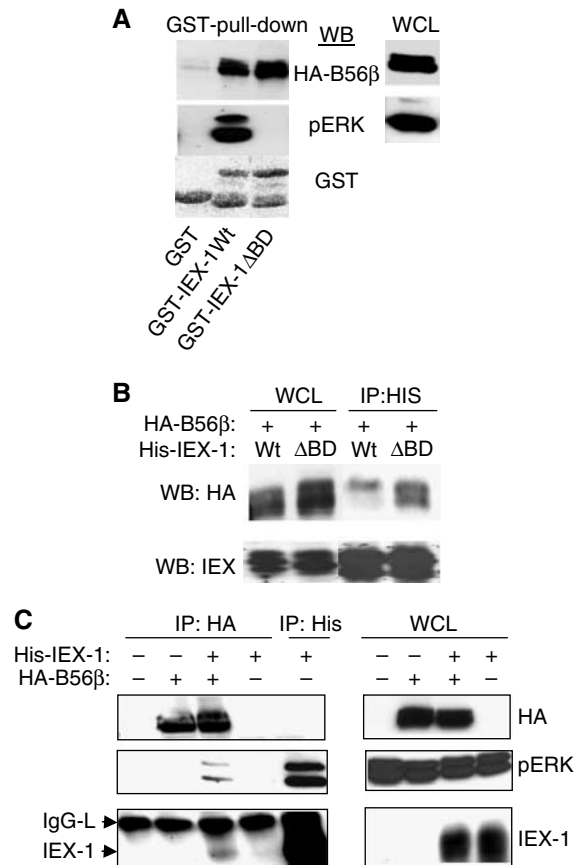 A
GST-pull-down WB WCL
HA-B56β
pERK
GST
GST
GST-IEX-1Wt
GST-IEX-1ΔBD
B
WCL IP:HIS
HA-B56β: + + + +
His-IEX-1: Wt ΔBD Wt ΔBD
WB: HA
WB: IEX
C
IP: HA IP: His WCL
His-IEX-1: – – + + + – – + +
HA-B56β: – + + – – – + + –
HA
pERK
IgG-L
IEX-1 IEX-1